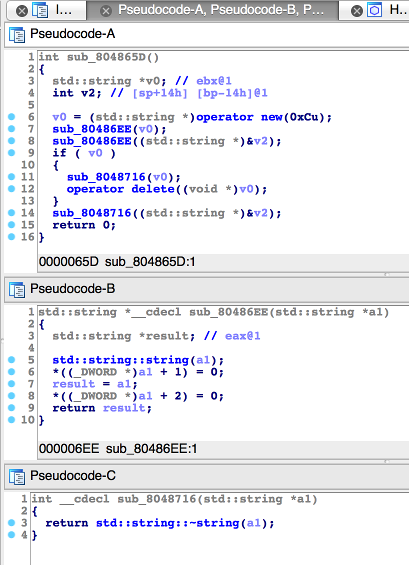 I...
Pseudocode-A, Pseudocode-B, P...
H...
Pseudocode-A
1 int sub_804865D()
2 {
3 std::string *v0; // ebx@1
4 int v2; // [sp+14h] [bp-14h]@1
5
6 v0 = (std::string *)operator new(0xCu);
7 sub_80486EE(v0);
8 sub_80486EE((std::string *)&v2);
9 if ( v0 )
10 {
11 sub_8048716(v0);
12 operator delete((void *)v0);
13 }
14 sub_8048716((std::string *)&v2);
15 return 0;
16 }
0000065D sub_804865D:1
Pseudocode-B
1 std::string *__cdecl sub_80486EE(std::string *a1)
2 {
3 std::string *result; // eax@1
4
5 std::string::string(a1);
6 *((_DWORD *)a1 + 1) = 0;
7 result = a1;
8 *((_DWORD *)a1 + 2) = 0;
9 return result;
10 }
000006EE sub_80486EE:1
Pseudocode-C
1 int __cdecl sub_8048716(std::string *a1)
2 {
3 return std::string::~string(a1);
4 }